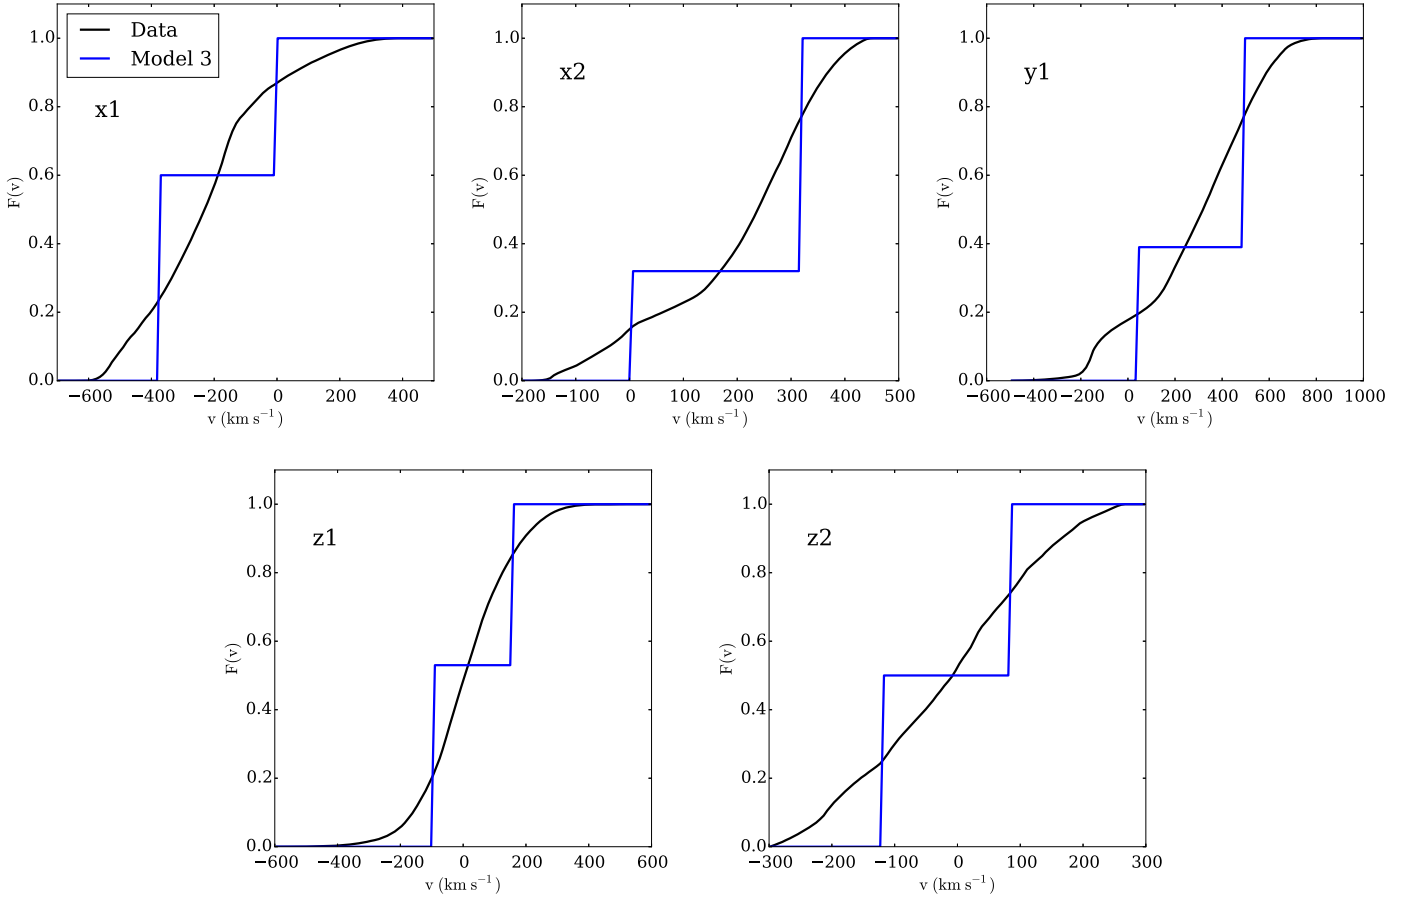 Data
Model 3
x1
F(v)
0.0
0.2
0.4
0.6
0.8
1.0
−600 −400 −200 0 200 400
v (km s⁻¹)
x2
F(v)
0.0
0.2
0.4
0.6
0.8
1.0
−200 −100 0 100 200 300 400 500
v (km s⁻¹)
y1
F(v)
0.0
0.2
0.4
0.6
0.8
1.0
−600 −400 −200 0 200 400 600 800 1000
v (km s⁻¹)
z1
F(v)
0.0
0.2
0.4
0.6
0.8
1.0
−600 −400 −200 0 200 400 600
v (km s⁻¹)
z2
F(v)
0.0
0.2
0.4
0.6
0.8
1.0
−300 −200 −100 0 100 200 300
v (km s⁻¹)